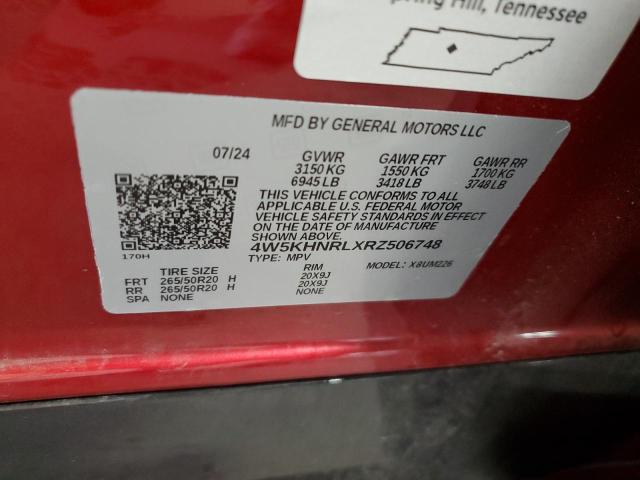 Hill, Tennessee
MFD BY GENERAL MOTORS LLC
07/24 GVWR GAWR FRT GAWR RR
3150 KG 1550 KG 1700 KG
6945 LB 3418 LB 3748 LB
THIS VEHICLE CONFORMS TO ALL
APPLICABLE U.S. FEDERAL MOTOR
VEHICLE SAFETY STANDARDS IN EFFECT
ON THE DATE OF MANUFACTURE
SHOWN ABOVE.
4W5KHNRLXRZ506748
170H TYPE: MPV MODEL: X8UM226
TIRE SIZE RIM
FRT 265/50R20 H 20X9J
RR 265/50R20 H 20X9J
SPA NONE NONE